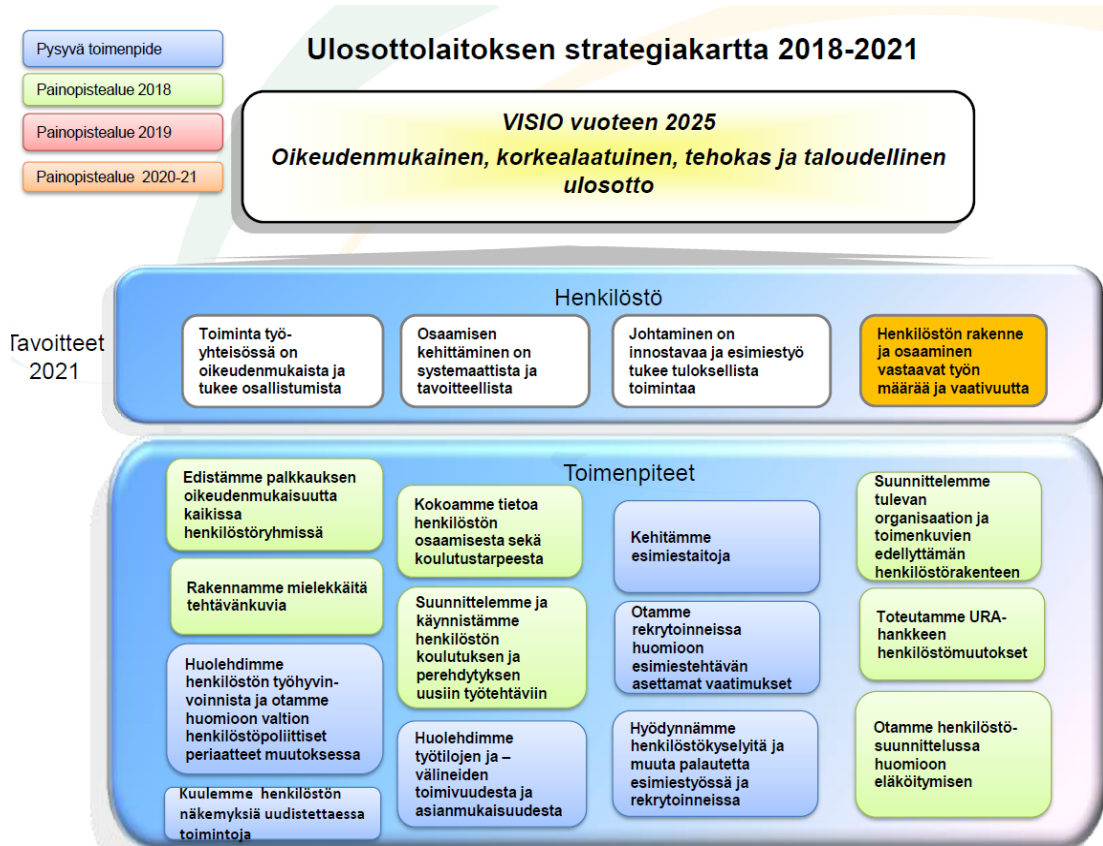 Pysyvä toimenpide
Painopistealue 2018
Painopistealue 2019
Painopistealue 2020-21
Ulosottolaitoksen strategiakartta 2018-2021
VISIO vuoteen 2025
Oikeudenmukainen, korkealaatuinen, tehokas ja taloudellinen
ulosotto
Tavoitteet
2021
Henkilöstö
Toiminta työ-
yhteisössä on
oikeudenmukaista ja
tukee osallistumista
Osaamisen
kehittäminen on
systemaattista ja
tavoitteellista
Johtaminen on
innostavaa ja esimiestyö
tukee tuloksellista
toimintaa
Henkilöstön rakenne
ja osaaminen
vastaavat työn
määrää ja vaativuutta
Toimenpiteet
Edistämme palkkauksen
oikeudenmukaisuutta
kaikissa
henkilöstöryhmissä
Rakennamme mielekkäitä
tehtävänkuvia
Huolehdimme
henkilöstön työhyvin-
voinnista ja otamme
huomioon valtion
henkilöstöpoliittiset
periaatteet muutoksessa
Kuulemme henkilöstön
näkemyksiä uudistettaessa
toimintoja
Kokoamme tietoa
henkilöstön
osaamisesta sekä
koulutustarpeesta
Suunnittelemme ja
käynnistämme
henkilöstön
koulutuksen ja
perehdytyksen
uusiin työtehtäviin
Huolehdimme
työtilojen ja –
välineiden
toimivuudesta ja
asianmukaisuudesta
Kehitämme
esimiestaitoja
Otamme
rekrytoinneissa
huomioon
esimiestehtävän
asettamat vaatimukset
Hyödynnämme
henkilöstökyselyitä ja
muuta palautetta
esimiestyössä ja
rekrytoinneissa
Suunnittelemme
tulevan
organisaation ja
toimenkuvien
edellyttämän
henkilöstörakenteen
Toteutamme URA-
hankkeen
henkilöstömuutokset
Otamme henkilöstö-
suunnittelussa
huomioon
eläköitymisen